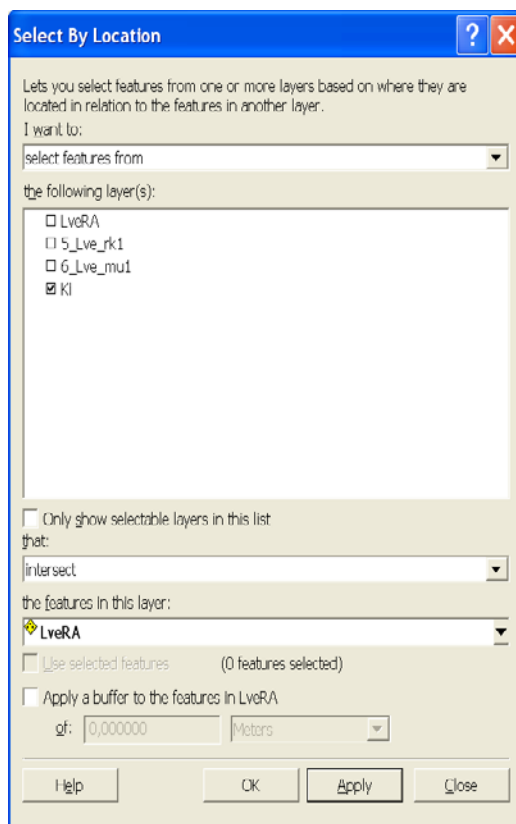 Select By Location
?
X
Lets you select features from one or more layers based on where they are
located in relation to the features in another layer.
I want to:
select features from
the following layer(s):
LveRA
5_Lve_rk1
6_Lve_mu1
KI
Only show selectable layers in this list
that:
intersect
the features in this layer:
LveRA
Use selected features (0 features selected)
Apply a buffer to the features in LveRA
of: 0,000000 Meters
Help OK Apply Close